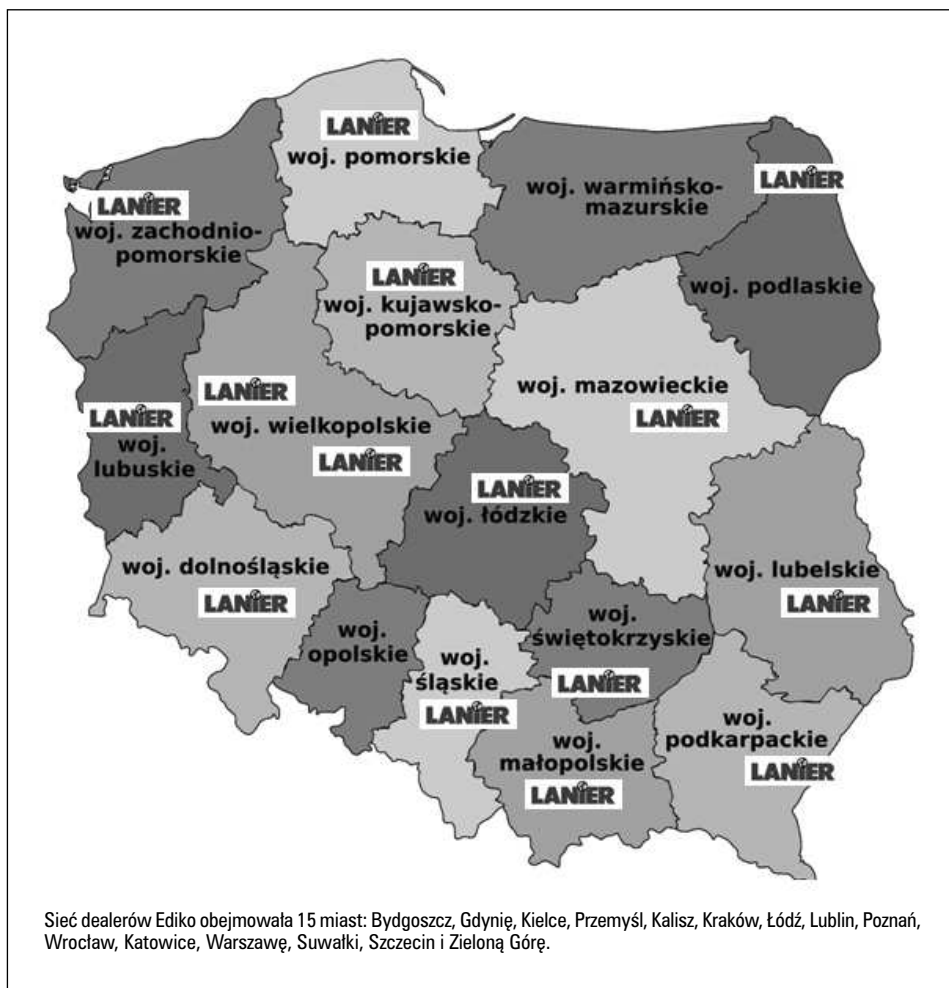 LANIER
woj. pomorskie
LANIER
woj. zachodnio-
pomorskie
woj. warmińsko-
mazurskie
LANIER
woj. podlaskie
LANIER
woj. kujawsko-
pomorskie
LANIER
woj. wielkopolskie
LANIER
woj. mazowieckie
LANIER
LANIER
woj.
lubuskie
LANIER
woj. łódzkie
woj. dolnośląskie
LANIER
woj. lubelskie
LANIER
woj.
opolskie
woj.
śląskie
LANIER
woj.
świętokrzyskie
LANIER
woj.
małopolskie
LANIER
woj.
podkarpackie
LANIER
Sieć dealerów Ediko obejmowała 15 miast: Bydgoszcz, Gdynię, Kielce, Przemyśl, Kalisz, Kraków, Łódź, Lublin, Poznań,
Wrocław, Katowice, Warszawę, Suwałki, Szczecin i Zieloną Górę.